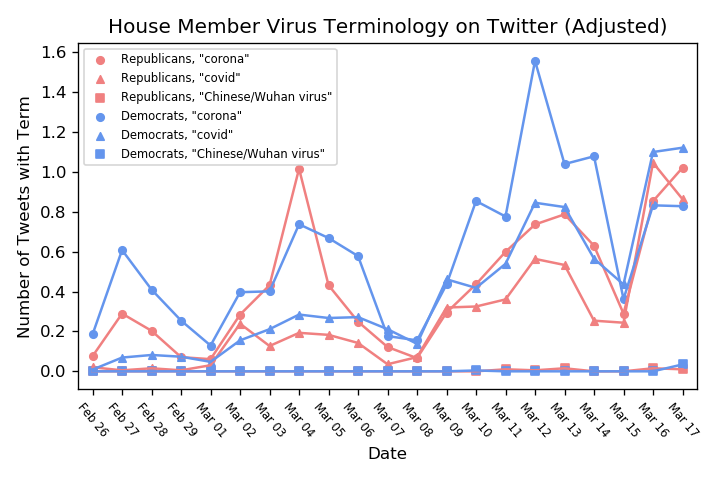 House Member Virus Terminology on Twitter (Adjusted)
Number of Tweets with Term
1.6
1.4
1.2
1.0
0.8
0.6
0.4
0.2
0.0
Republicans, "corona"
Republicans, "covid"
Republicans, "Chinese/Wuhan virus"
Democrats, "corona"
Democrats, "covid"
Democrats, "Chinese/Wuhan virus"
Feb 26
Feb 27
Feb 28
Feb 29
Mar 01
Mar 02
Mar 03
Mar 04
Mar 05
Mar 06
Mar 07
Mar 08
Mar 09
Mar 10
Mar 11
Mar 12
Mar 13
Mar 14
Mar 15
Mar 16
Mar 17
Date